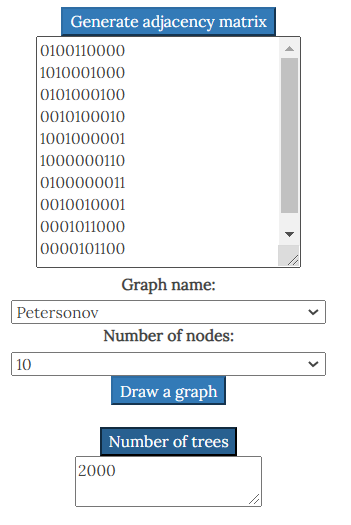 Generate adjacency matrix
0100110000
1010001000
0101000100
0010100010
1001000001
1000000110
0100000011
0010010001
0001011000
0000101100
Graph name:
Petersonov
Number of nodes:
10
Draw a graph
Number of trees
2000